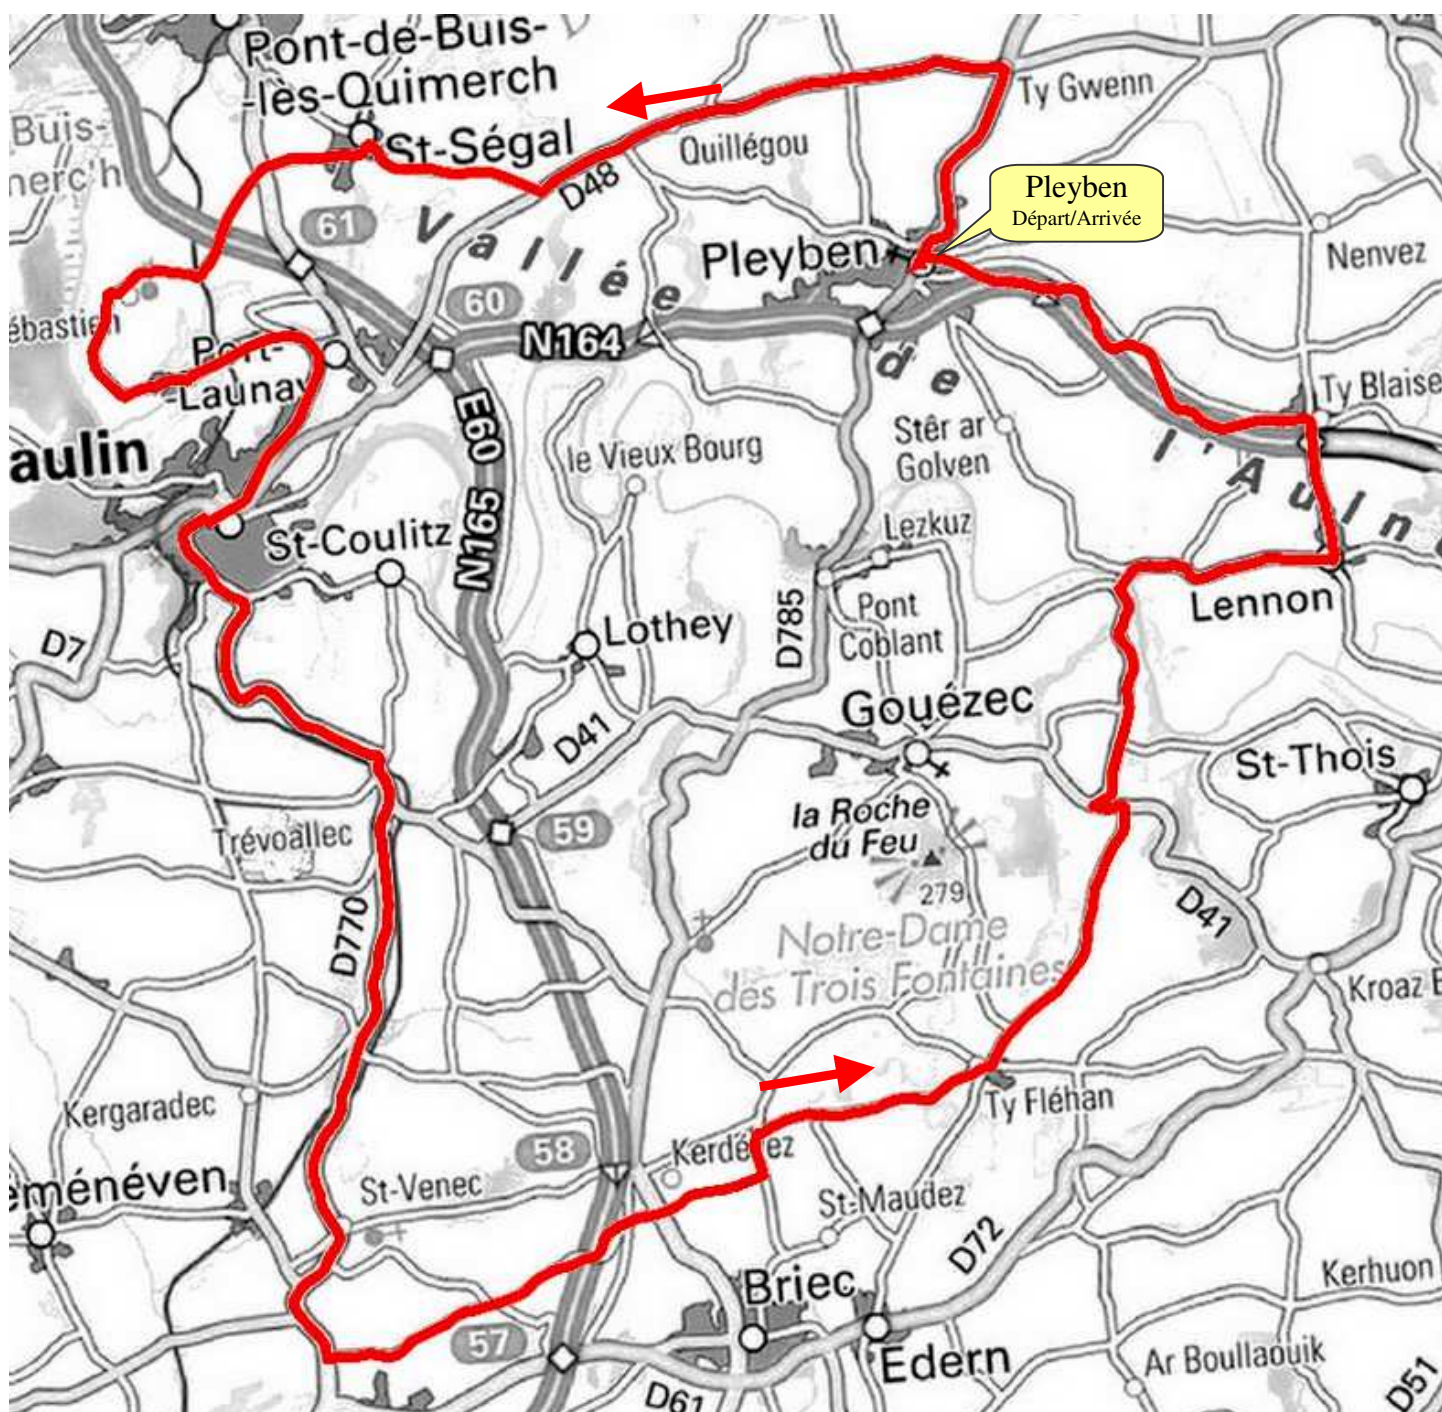 Pont-de-Buis-
-lès-Quimerch
Ty Gwenn
Buis-
merc'h
St-Ségal
Quillégou
D48
Pleyben
Départ/Arrivée
61
Vallée
Pleyben
Nenvez
60
ébastien
N164
Port-
-Launay
de
Ty Blaise
E60
Stêr ar
Golven
l'Auln
aulin
le Vieux Bourg
N165
Lezkuz
St-Coulitz
D785
Pont
Coblant
Lennon
D7
Lothey
Gouézec
D41
St-Thois
la Roche
du Feu
59
Trévoallec
279
D41
D770
Notre-Dame
des Trois Fontaines
Kroaz
Kergaradec
Ty Fléhan
58
eménéven
St-Venec
St-Maudez
D72
Briec
Kerhuon
57
Edern
Ar Boullaouik
D61
D51